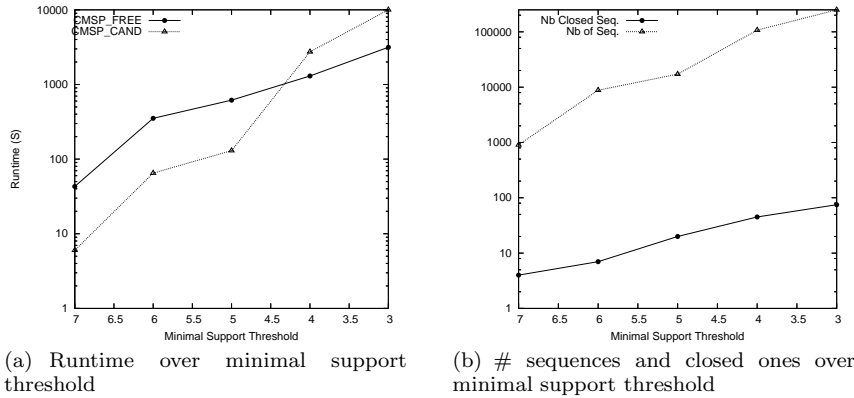 10000
1000
100
10
1
Runtime (S)
CMSP_FREE
CMSP_CAND
7 6.5 6 5.5 5 4.5 4 3.5 3
Minimal Support Threshold
(a) Runtime over minimal support
threshold
100000
10000
1000
100
10
1
Nb Closed Seq.
Nb of Seq.
7 6.5 6 5.5 5 4.5 4 3.5 3
Minimal Support Threshold
(b) # sequences and closed ones over
minimal support threshold